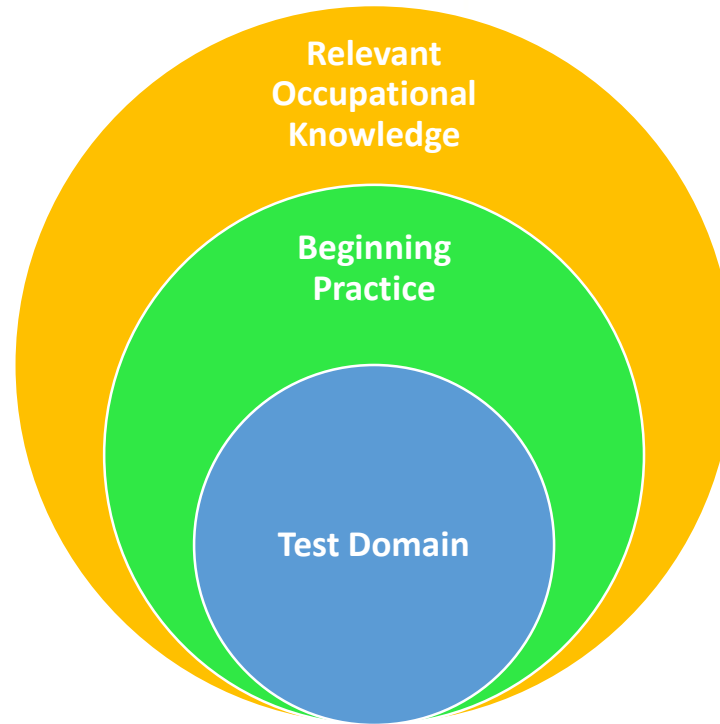 Relevant
Occupational
Knowledge
Beginning
Practice
Test Domain